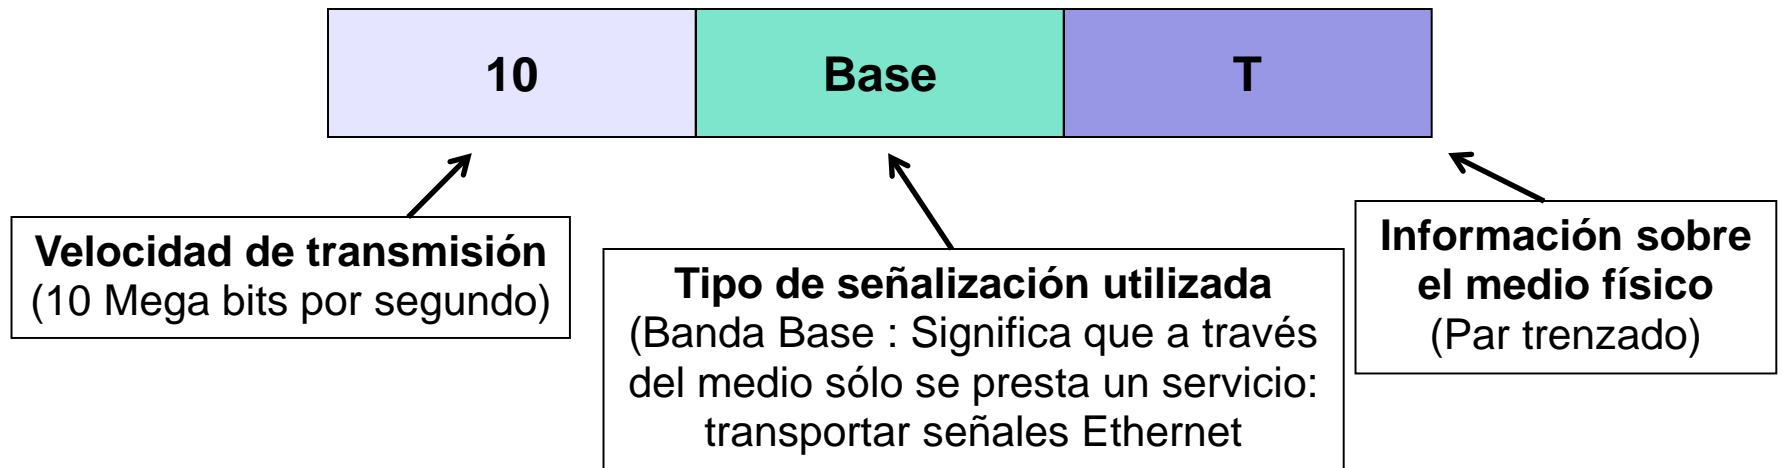 10 Base T
Velocidad de transmisión
(10 Mega bits por segundo)
Tipo de señalización utilizada
(Banda Base : Significa que a través
del medio sólo se presta un servicio:
transportar señales Ethernet
Información sobre
el medio físico
(Par trenzado)